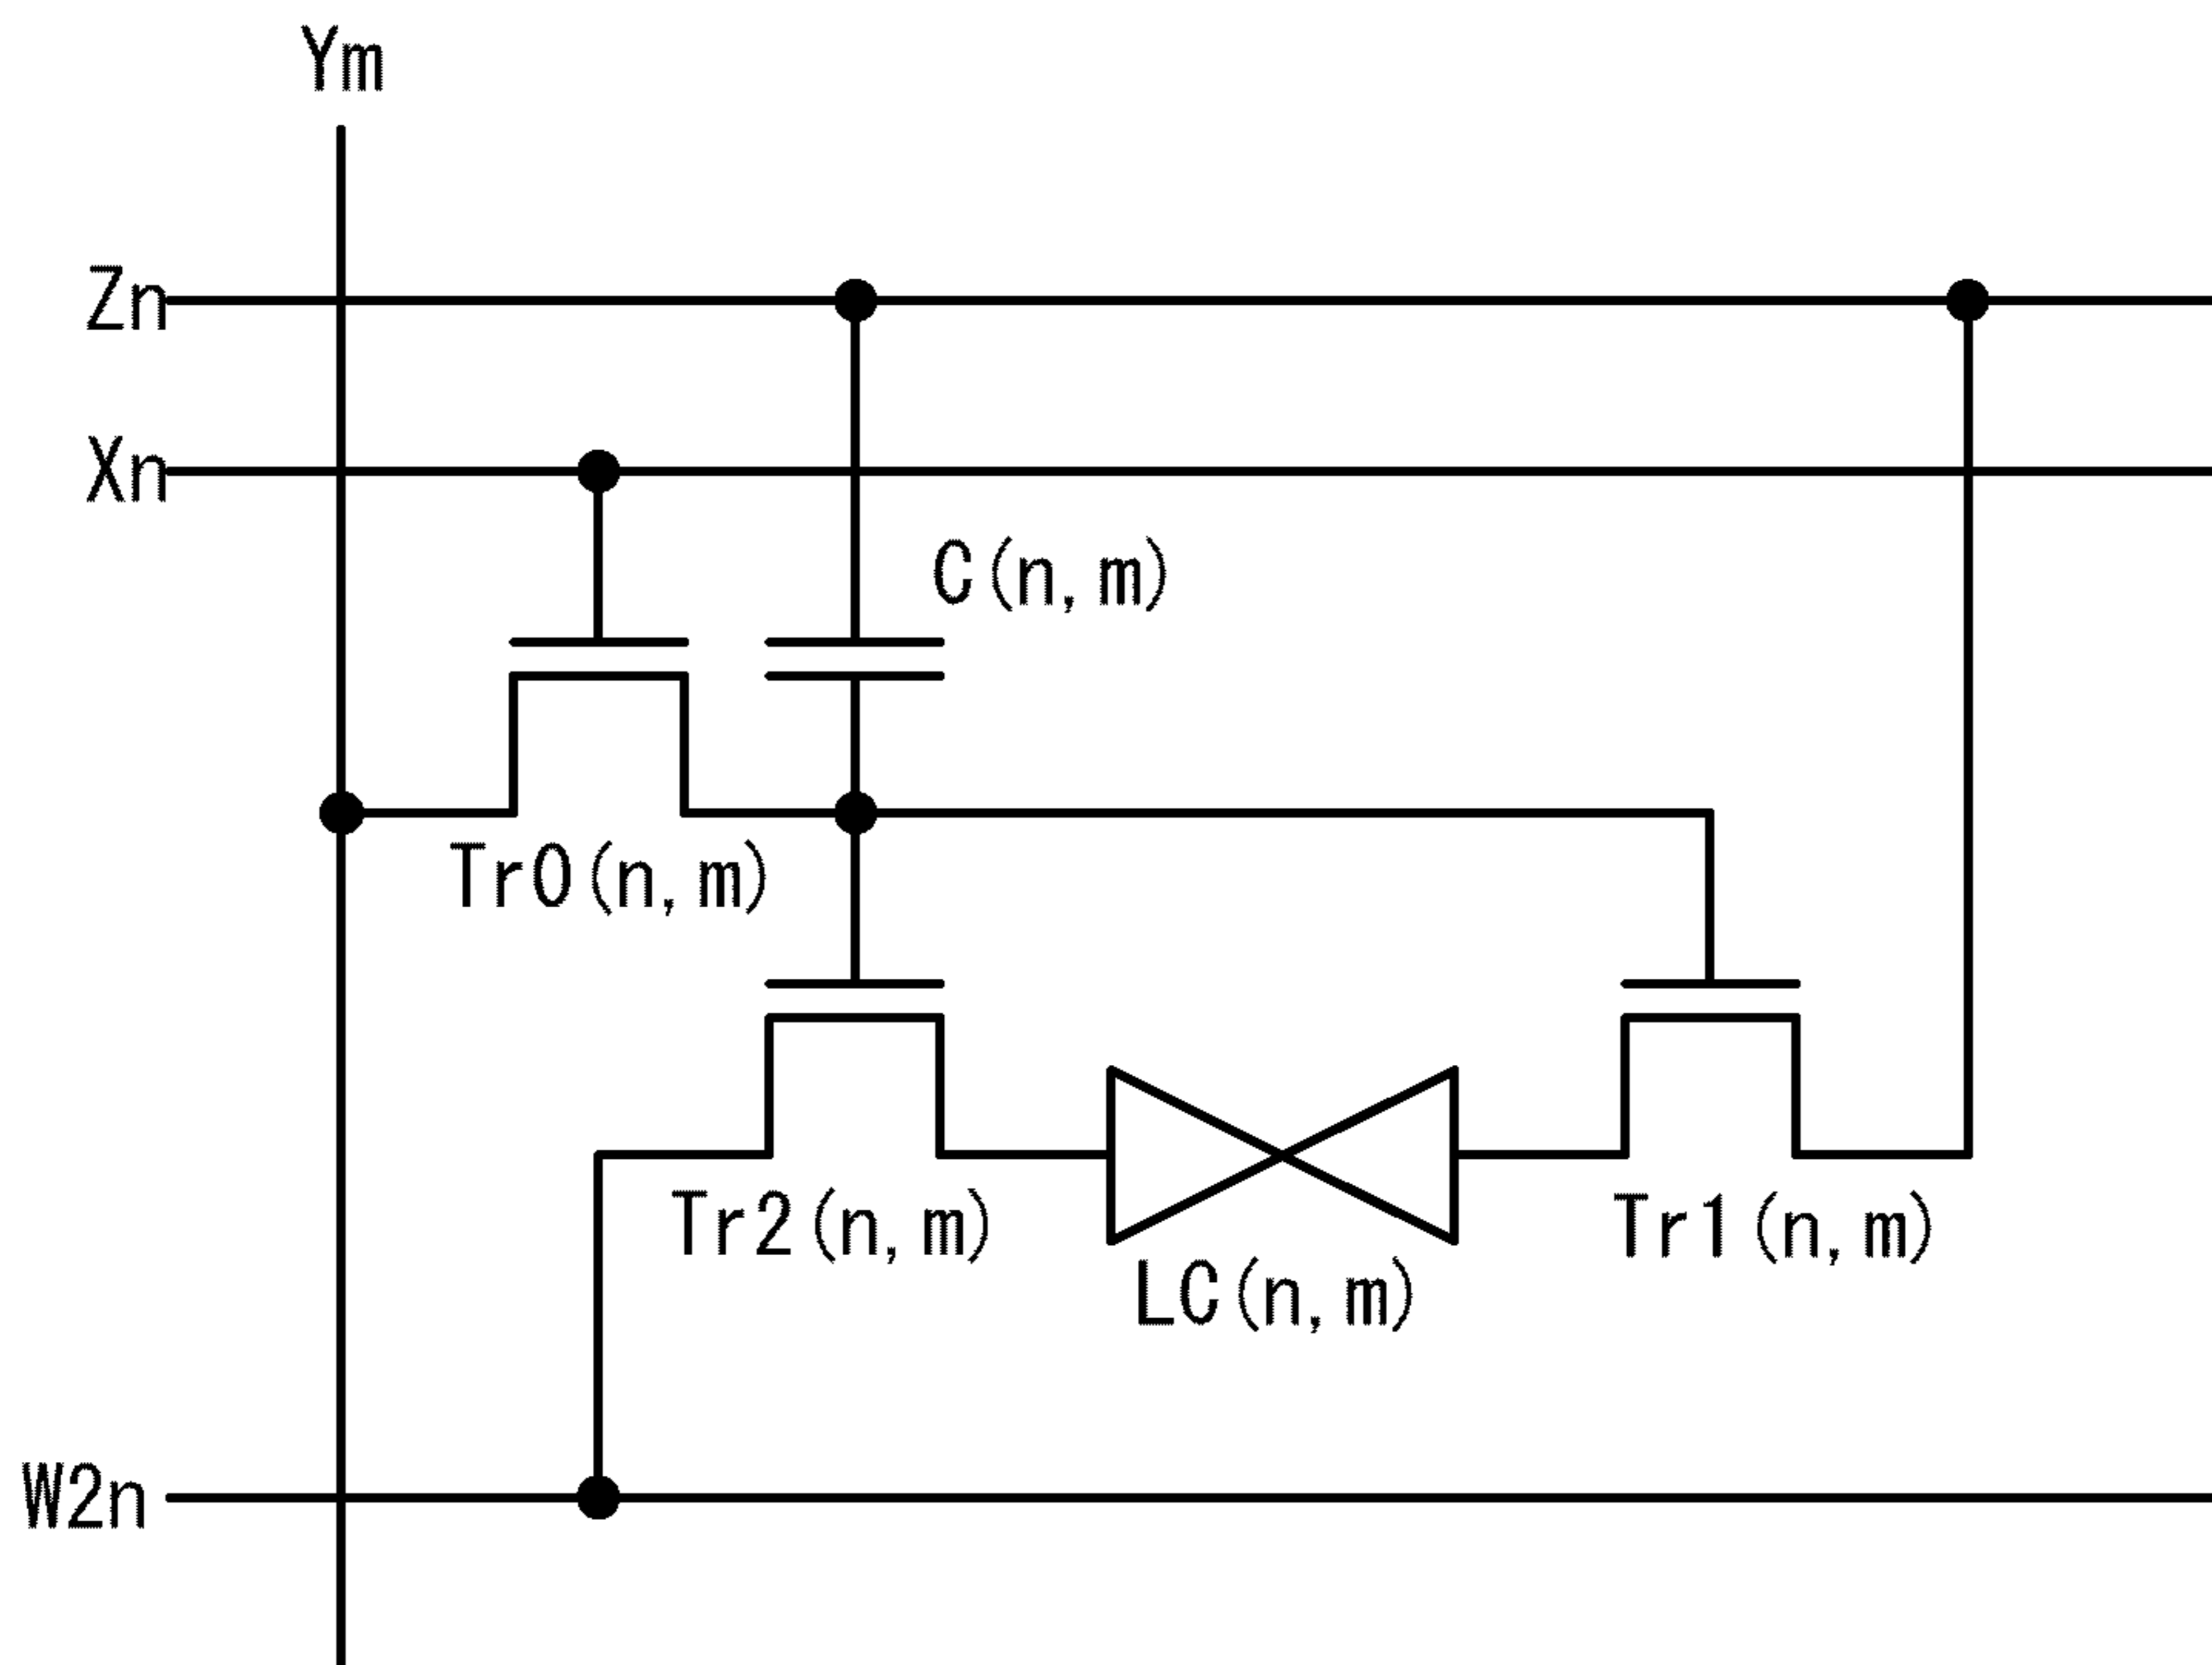 Ym
Zn
Xn
C(n,m)
Tr0(n,m)
Tr2(n,m)
Tr1(n,m)
LC(n,m)
W2n